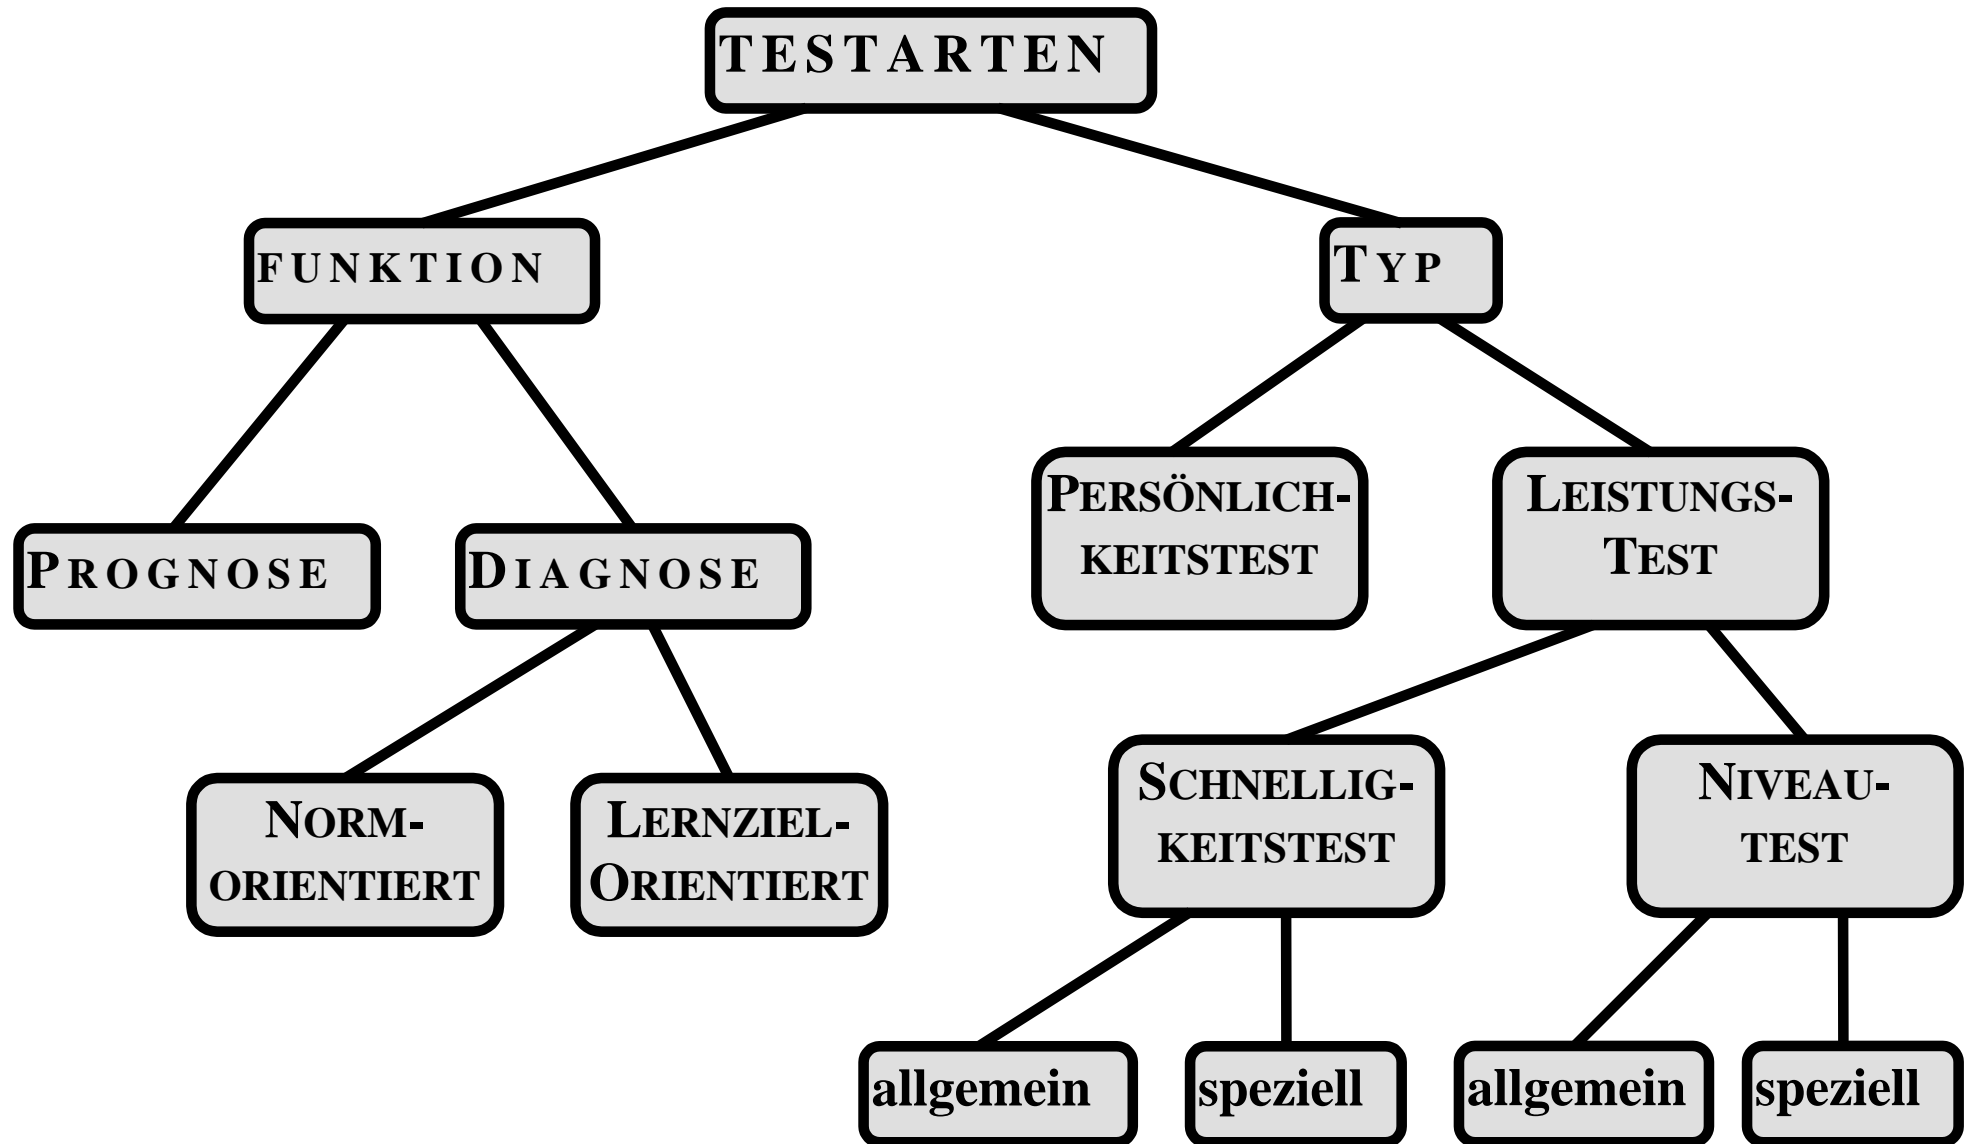 TESTARTEN
FUNKTION
TYP
PERSÖNLICH-
KEITSTEST
LEISTUNGS-
TEST
PROGNOSE
DIAGNOSE
NORM-
ORIENTIERT
LERNZIEL-
ORIENTIERT
SCHNELLIG-
KEITSTEST
NIVEAU-
TEST
allgemein
speziell
allgemein
speziell